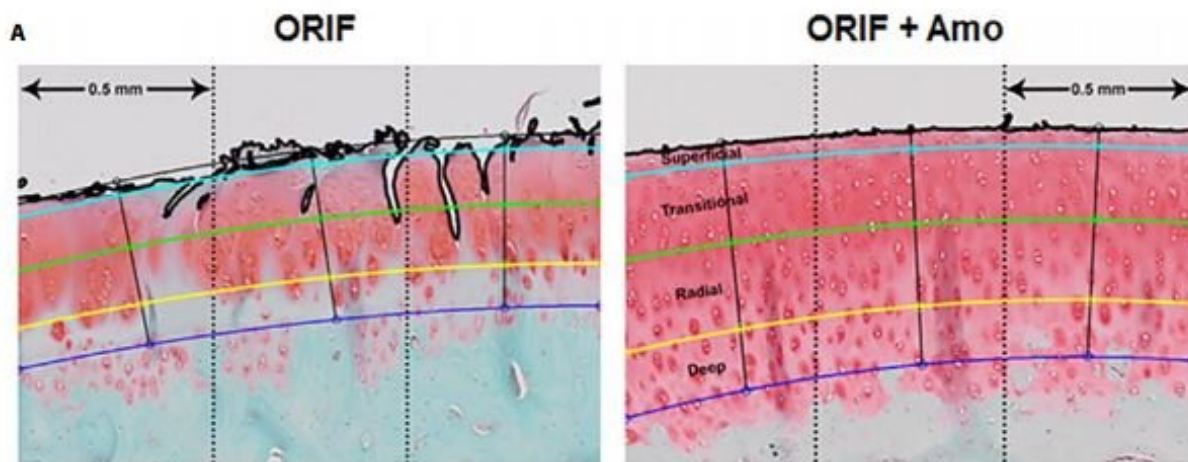 A
ORIF
ORIF + Amo
0.5 mm
0.5 mm
Superficial
Transitional
Radial
Deep